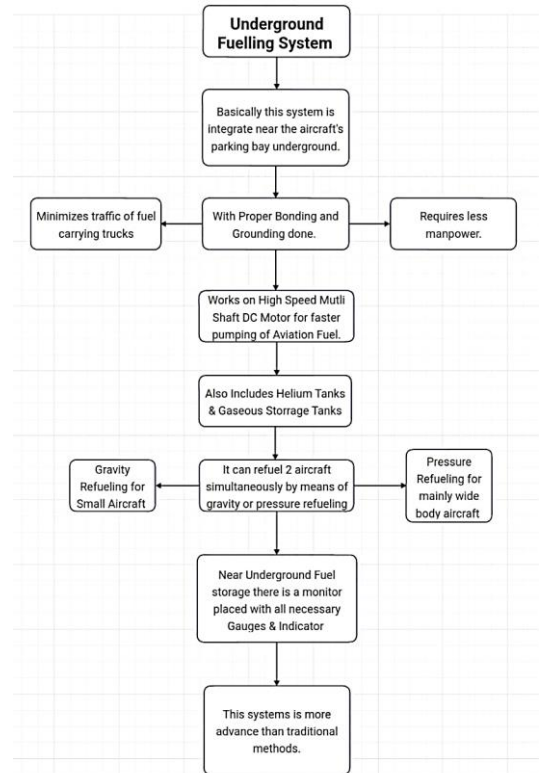 Underground
Fuelling System
Basically this system is
integrate near the aircraft's
parking bay underground.
Minimizes traffic of fuel
carrying trucks
With Proper Bonding and
Grounding done.
Requires less
manpower.
Works on High Speed Mutli
Shaft DC Motor for faster
pumping of Aviation Fuel.
Also Includes Helium Tanks
& Gaseous Storrage Tanks
Gravity
Refueling for
Small Aircraft
It can refuel 2 aircraft
simultaneously by means of
gravity or pressure refueling
Pressure
Refueling for
mainly wide
body aircraft
Near Underground Fuel
storage there is a monitor
placed with all necessary
Gauges & Indicator
This systems is more
advance than traditional
methods.